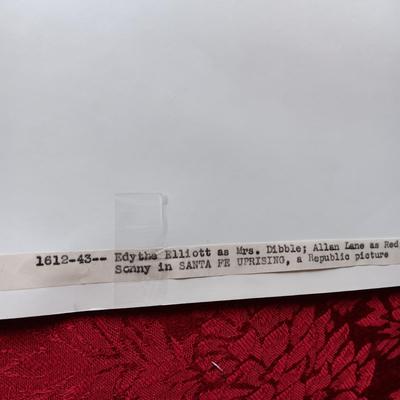 1612-43-- Edythe Elliott as Mrs. Dibble; Allan Lane as Red
Sonny in SANTA FE UPRISING, a Republic picture